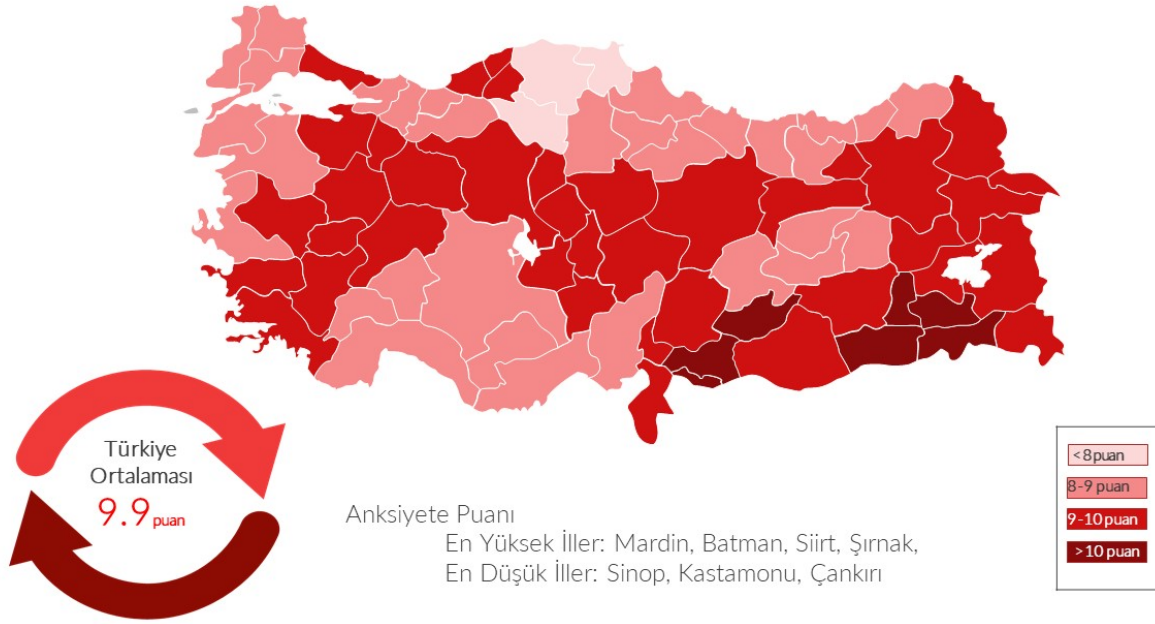 Türkiye
Ortalaması
9.9 puan
Anksiyete Puanı
En Yüksek İller: Mardin, Batman, Siirt, Şırnak,
En Düşük İller: Sinop, Kastamonu, Çankırı
<8 puan
8-9 puan
9-10 puan
>10 puan